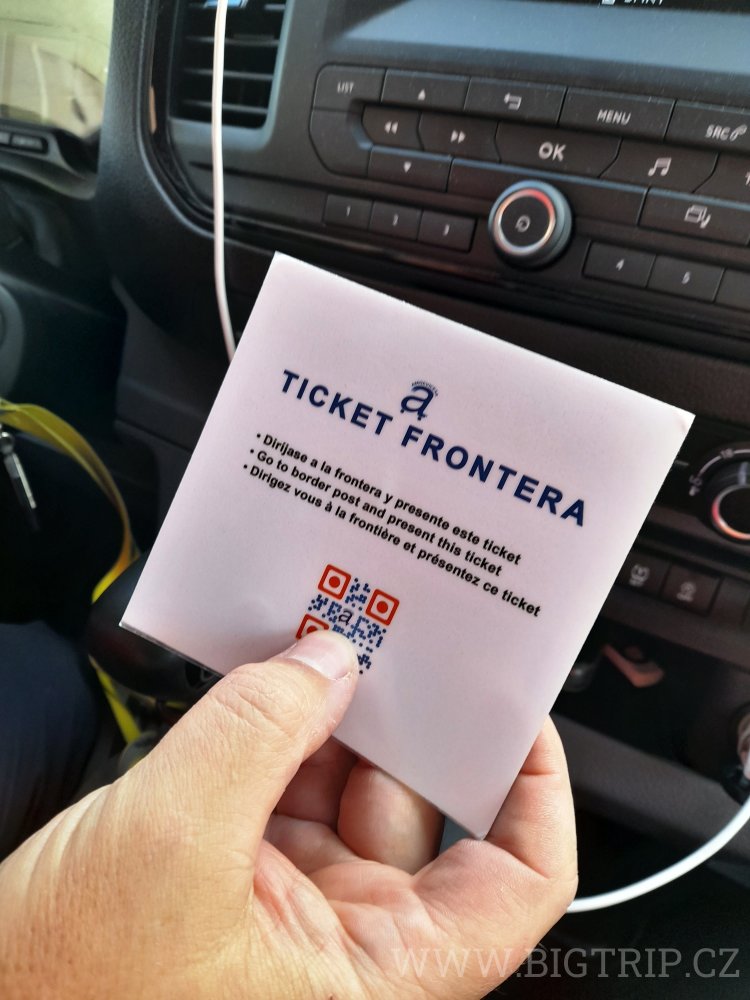 LIST
MENU
SRC
OK
1 2 3
4 5
a
TICKET FRONTERA
• Diríjase a la frontera y presente este ticket
• Go to border post and present this ticket
• Dirigez vous à la frontière et présentez ce ticket
a
WWW.BIGTRIP.CZ